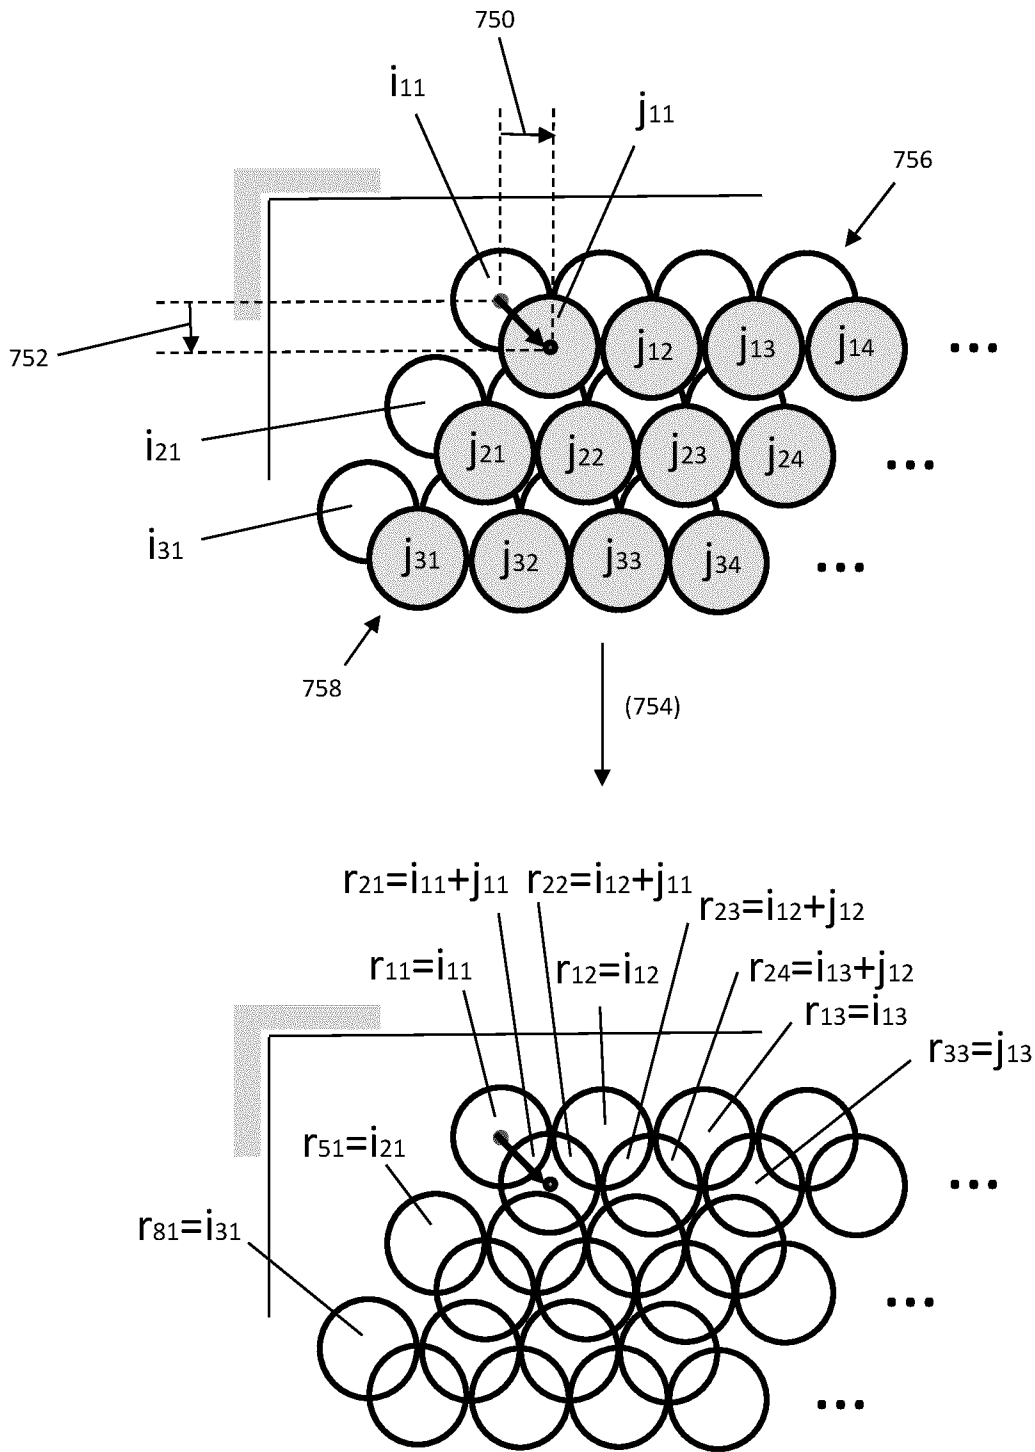 750
i11
j11
756
752
j12 j13 j14 ...
i21
j21 j22 j23 j24 ...
i31
j31 j32 j33 j34 ...
758
(754)
r21=i11+j11 r22=i12+j11
r23=i12+j12
r11=i11 r12=i12 r24=i13+j12
r13=i13
r33=j13
r51=i21
...
r81=i31
...
...